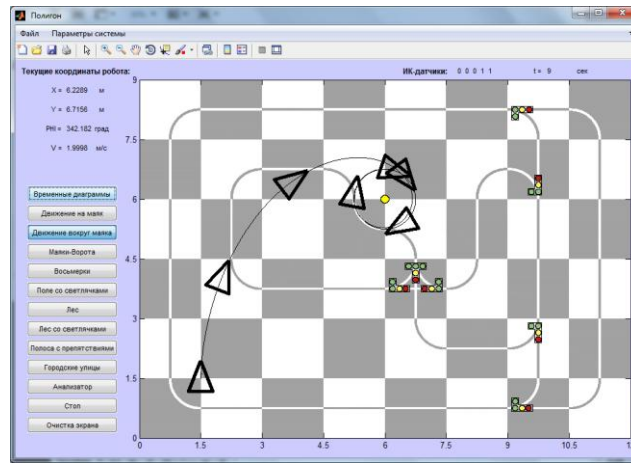 Полигон
Файл Параметры системы
Текущие координаты робота:
ИК-датчики: 0 0 0 1 1 t = 9 сек
X = 6.2289 м
Y = 6.7156 м
PHI = 342.182 град
V = 1.9998 м/с
Временные диаграммы
Движение на маяк
Движение вокруг маяка
Маяки-Ворота
Восьмерки
Поле со светлячками
Лес
Лес со светлячками
Полоса с препятствиями
Городские улицы
Анализатор
Стоп
Очистка экрана
9
7.5
6
4.5
3
1.5
0
0 1.5 3 4.5 6 7.5 9 10.5 12